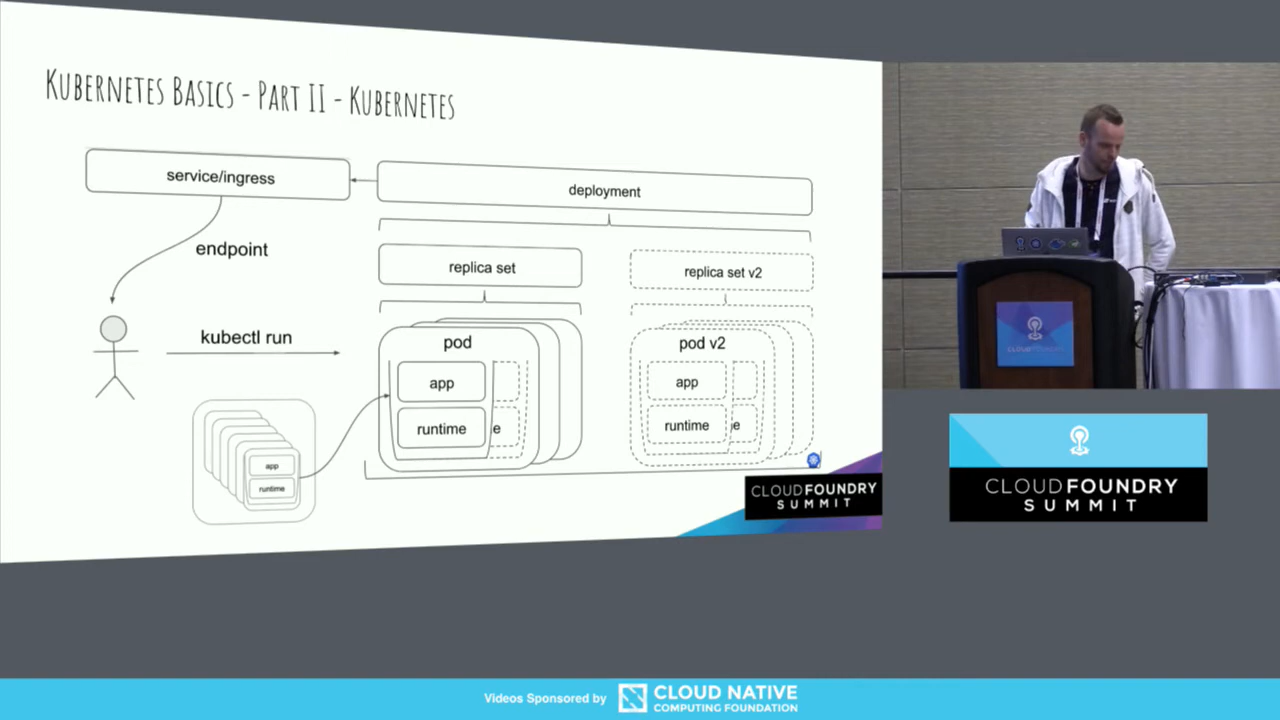 KUBERNETES BASICS - PART II - KUBERNETES
service/ingress
deployment
endpoint
replica set
replica set v2
kubectl run
pod
pod v2
app
app
runtime
e
runtime
e
app
runtime
CLOUDFOUNDRY
SUMMIT
CLOUDFOUNDRY
CLOUDFOUNDRY
SUMMIT
Videos Sponsored by
CLOUD NATIVE
COMPUTING FOUNDATION